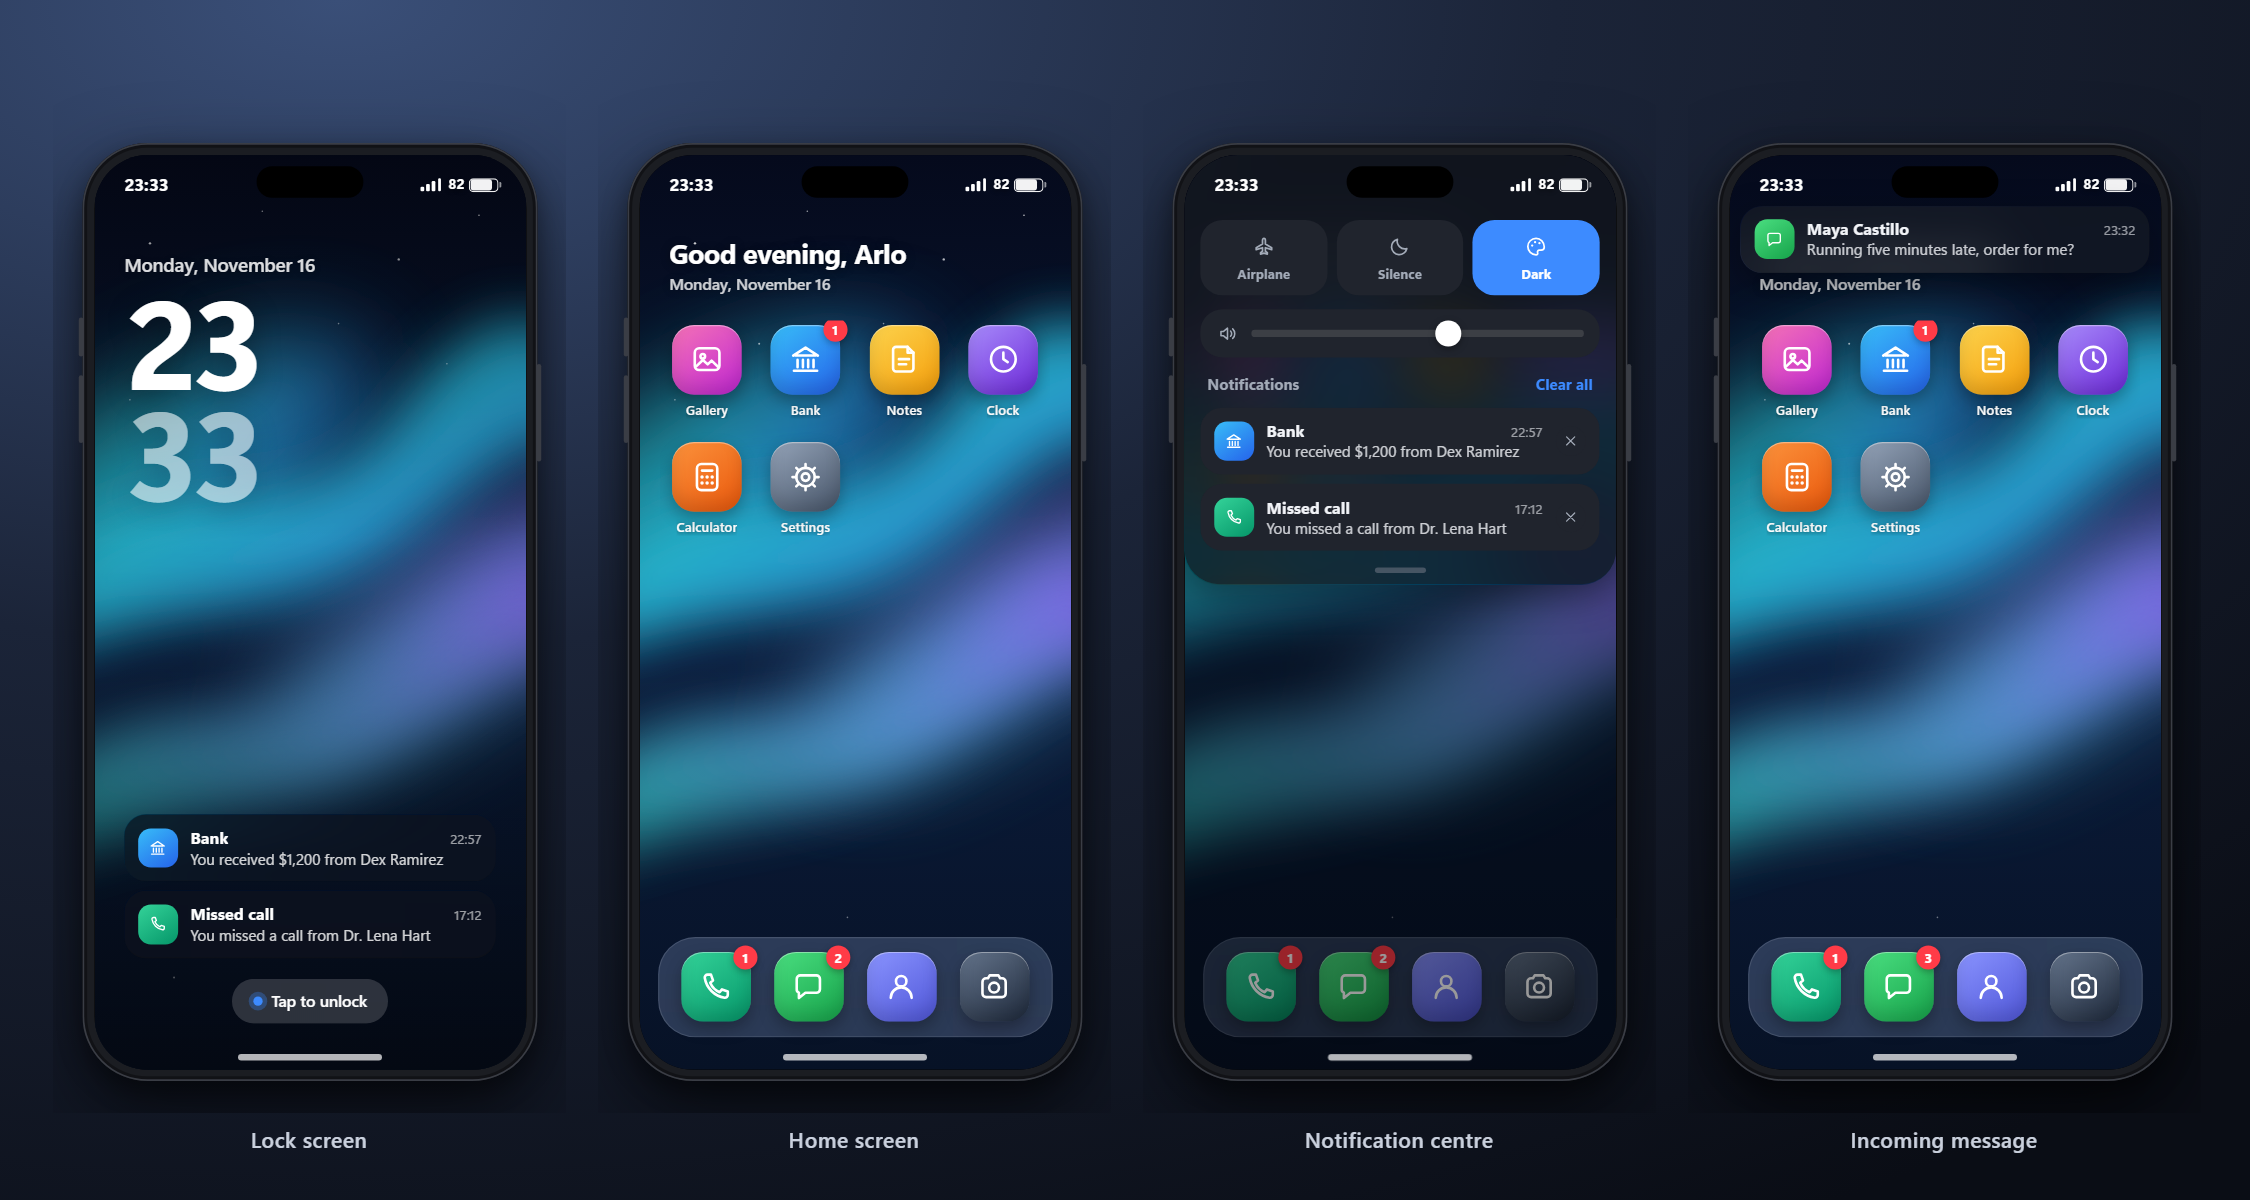 23:33
82
Monday, November 16
23
33
Bank
22:57
You received $1,200 from Dex Ramirez
Missed call
17:12
You missed a call from Dr. Lena Hart
Tap to unlock
Lock screen
23:33
82
Good evening, Arlo
Monday, November 16
1
Gallery
Bank
Notes
Clock
Calculator
Settings
1
2
Home screen
23:33
82
Airplane
Silence
Dark
Notifications
Clear all
Bank
22:57
You received $1,200 from Dex Ramirez
Missed call
17:12
You missed a call from Dr. Lena Hart
1
2
Notification centre
23:33
82
Maya Castillo
23:32
Running five minutes late, order for me?
Monday, November 16
1
Gallery
Bank
Notes
Clock
Calculator
Settings
1
3
Incoming message